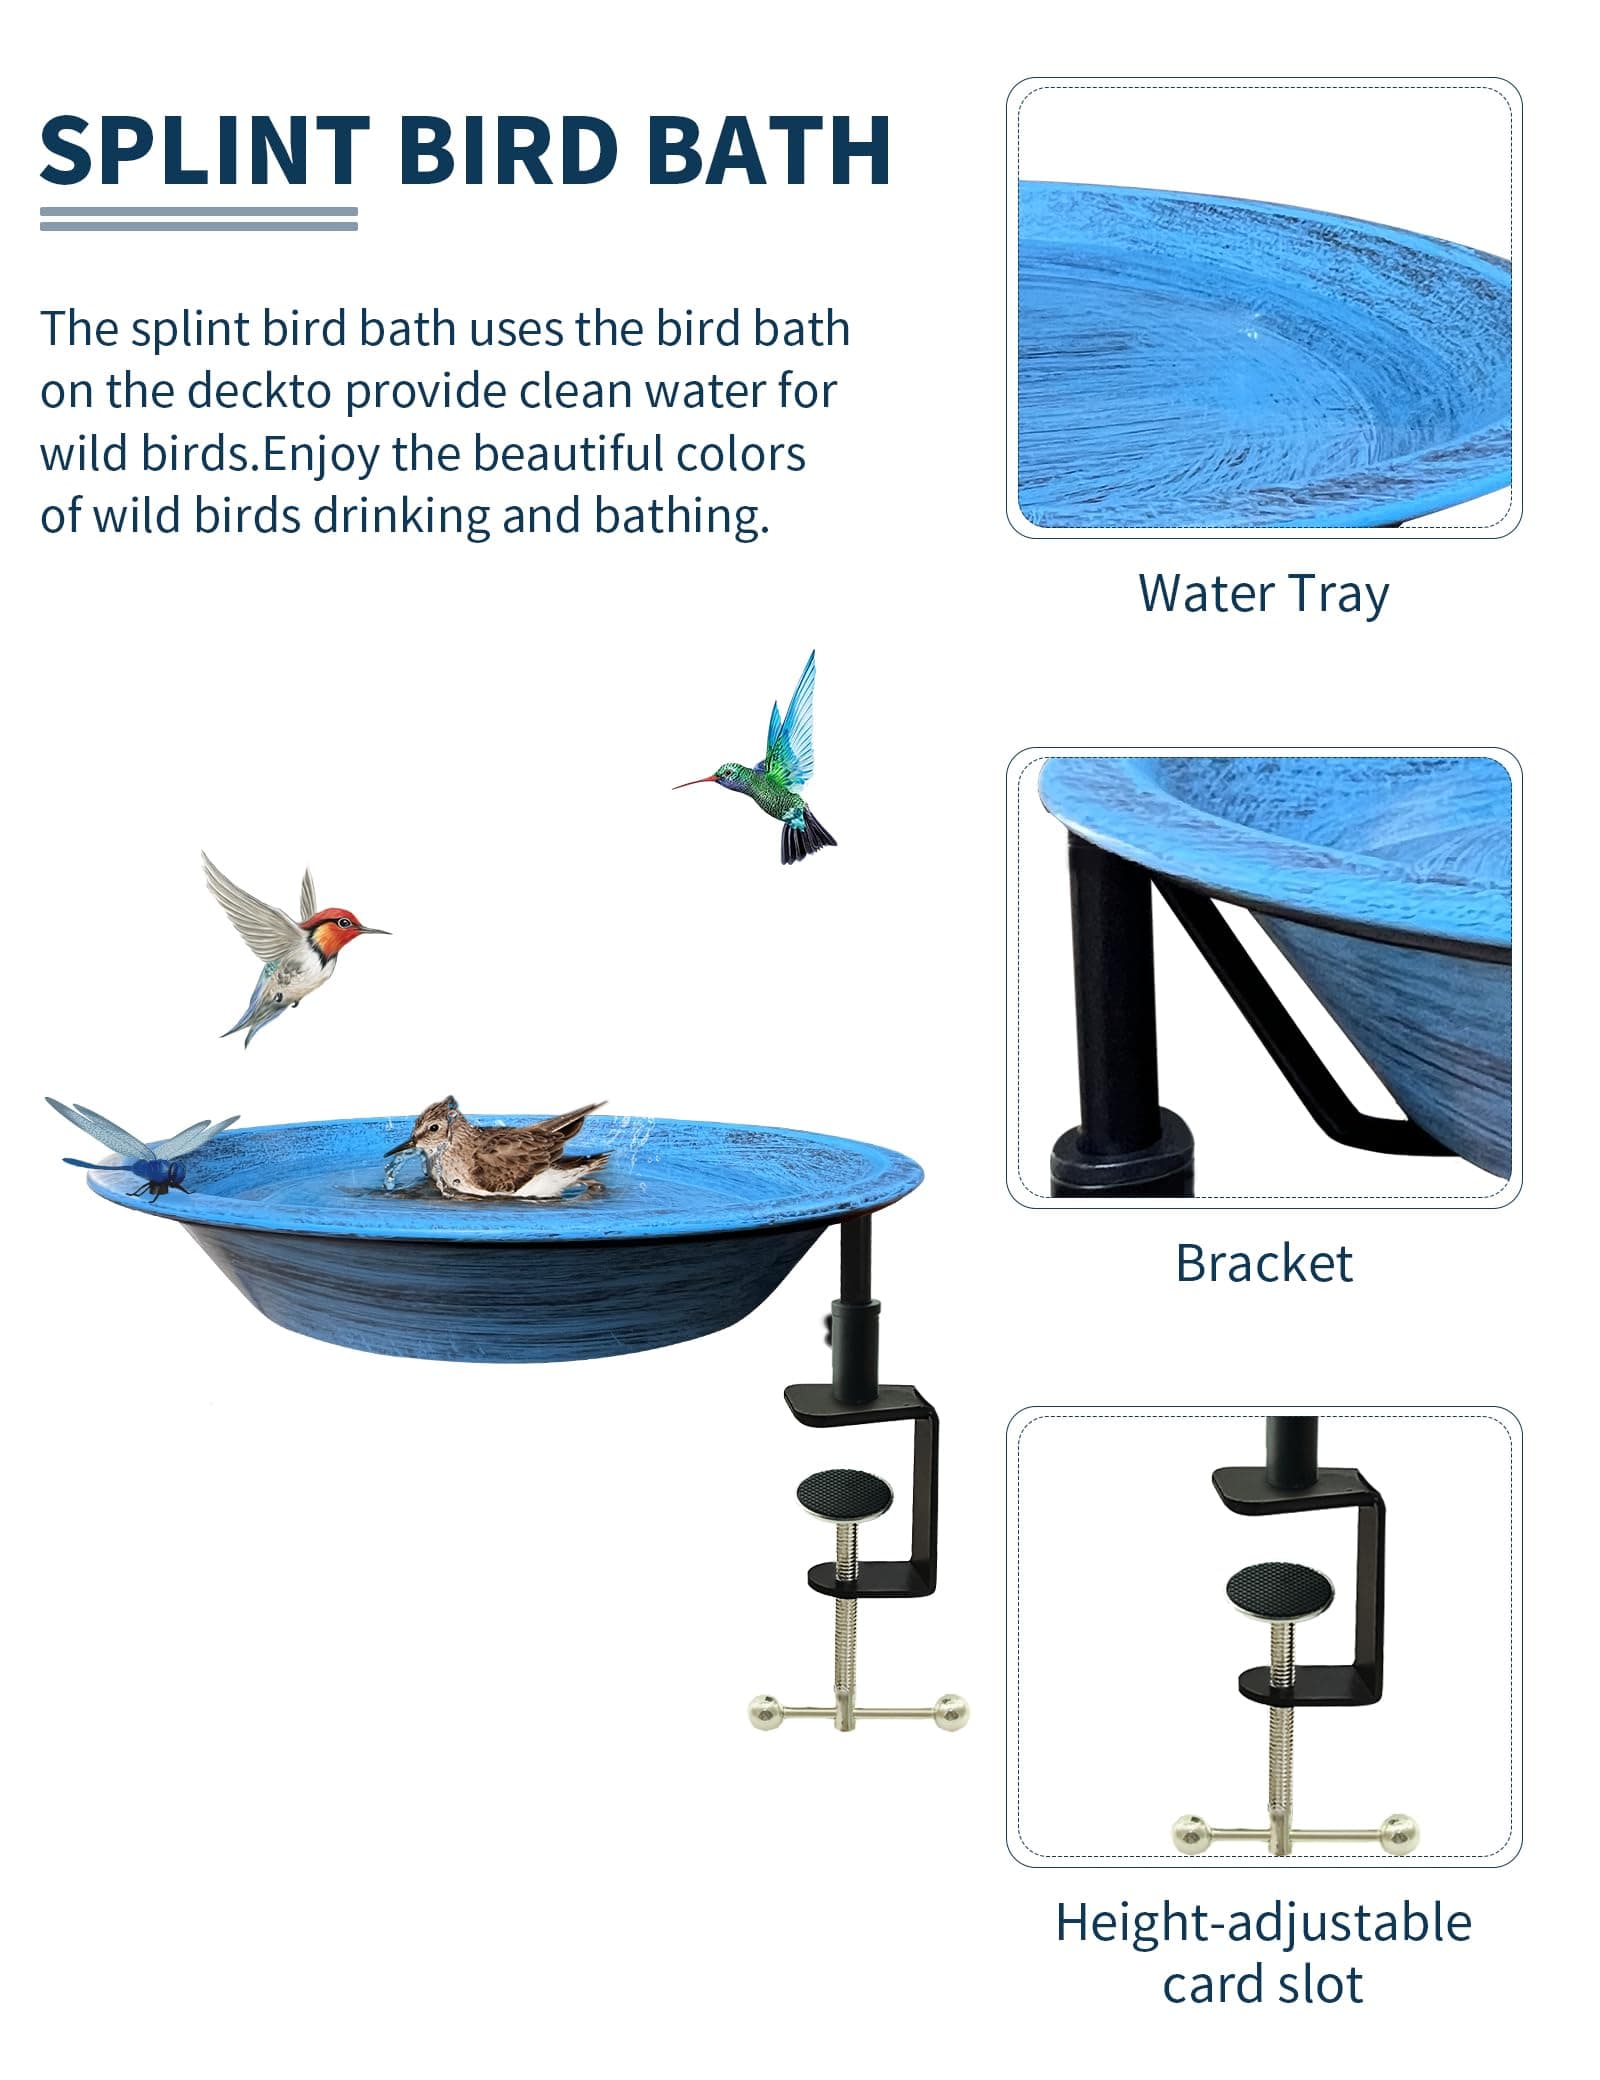 SPLINT BIRD BATH
The splint bird bath uses the bird bath
on the deckto provide clean water for
wild birds.Enjoy the beautiful colors
of wild birds drinking and bathing.
Water Tray
Bracket
Height-adjustable
card slot